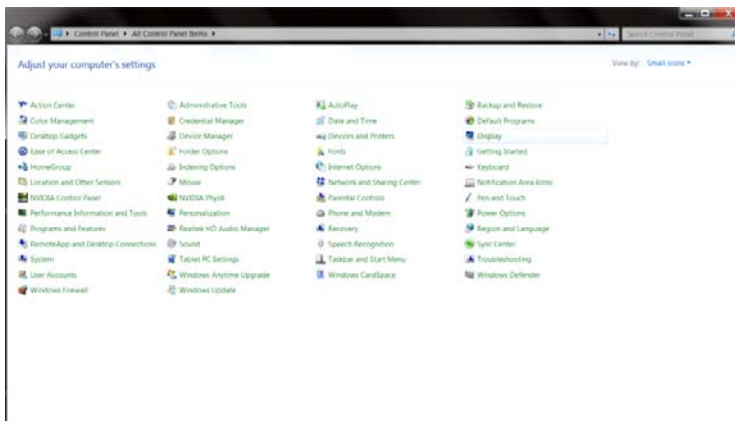 Control Panel ▸ All Control Panel Items ▸
Search Control Panel
Adjust your computer's settings
View by: Small icons
Action Center
Administrative Tools
AutoPlay
Backup and Restore
Color Management
Credential Manager
Date and Time
Default Programs
Desktop Gadgets
Device Manager
Devices and Printers
Display
Ease of Access Center
Folder Options
Fonts
Getting Started
HomeGroup
Indexing Options
Internet Options
Keyboard
Location and Other Sensors
Mouse
Network and Sharing Center
Notification Area Icons
NVIDIA Control Panel
NVIDIA PhysX
Parental Controls
Pen and Touch
Performance Information and Tools
Personalization
Phone and Modem
Power Options
Programs and Features
Realtek HD Audio Manager
Recovery
Region and Language
RemoteApp and Desktop Connections
Sound
Speech Recognition
Sync Center
System
Tablet PC Settings
Taskbar and Start Menu
Troubleshooting
User Accounts
Windows Anytime Upgrade
Windows CardSpace
Windows Defender
Windows Firewall
Windows Update